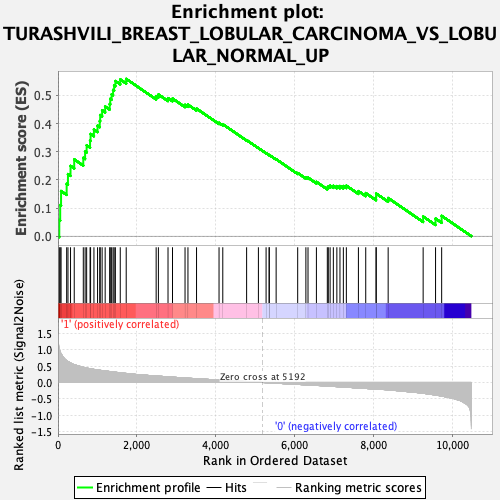 Enrichment plot:
TURASHVILI_BREAST_LOBULAR_CARCINOMA_VS_LOBU
LAR_NORMAL_UP
Enrichment score (ES)
0.5
0.4
0.3
0.2
0.1
0.0
'1' (positively correlated)
Ranked list metric (Signal2Noise)
1.5
1.0
0.5
0.0
-0.5
-1.0
-1.5
Zero cross at 5192
'0' (negatively correlated)
0 2,000 4,000 6,000 8,000 10,000
Rank in Ordered Dataset
Enrichment profile Hits Ranking metric scores